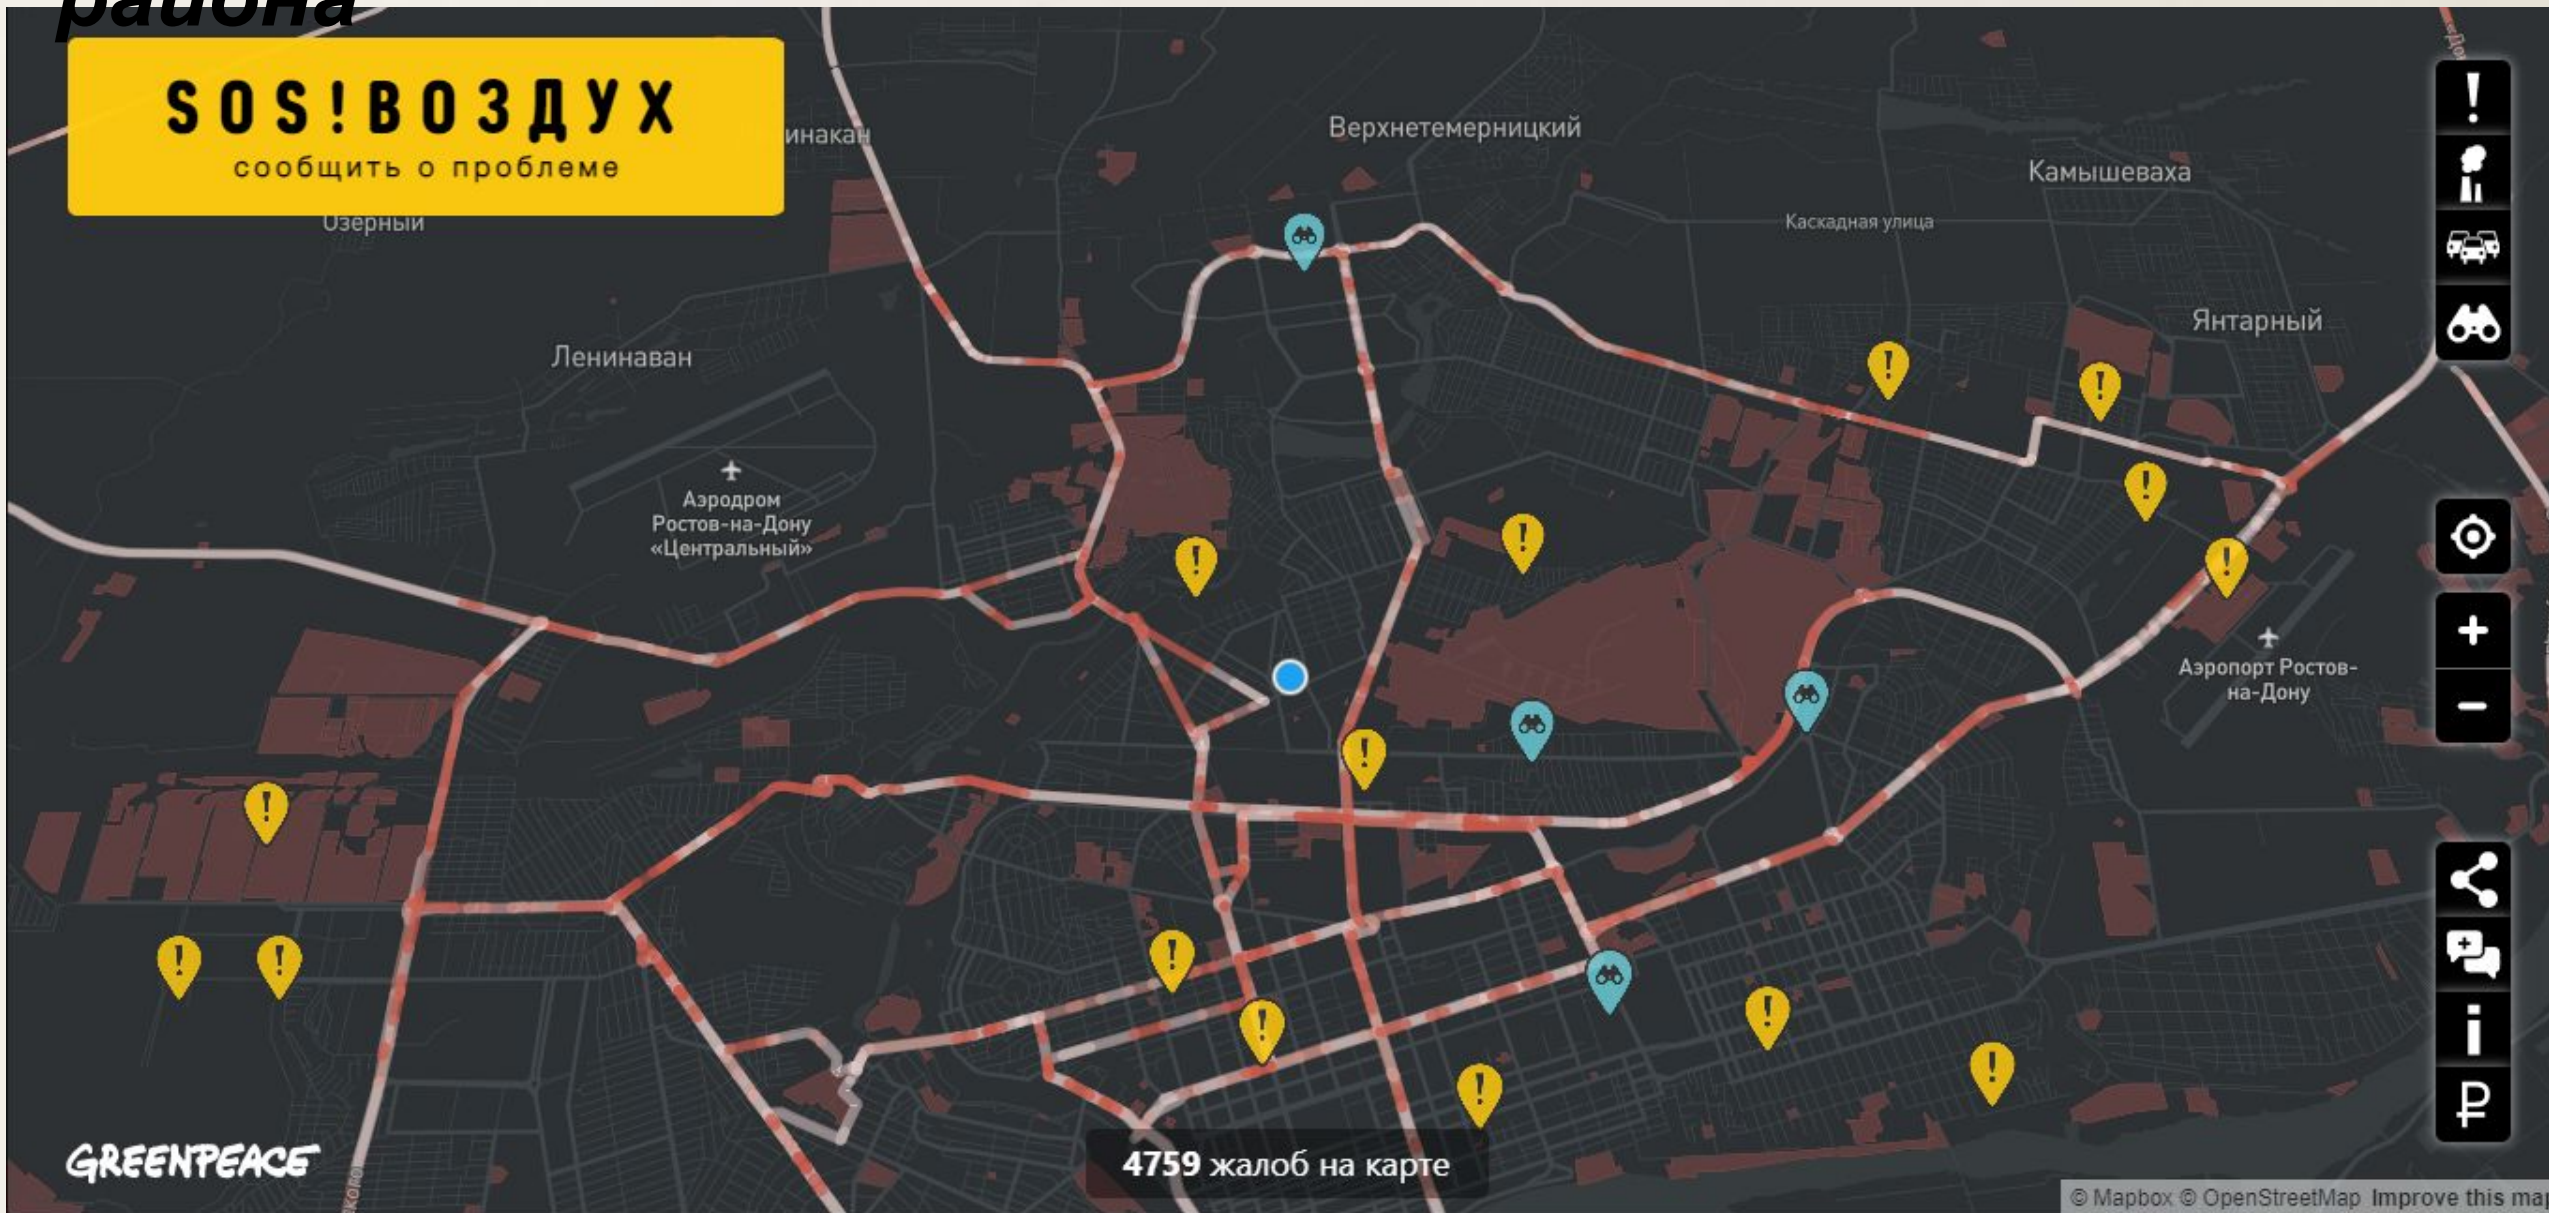 района
SOS!ВОЗДУХ
сообщить о проблеме
инакан
Верхнетемерницкий
Камышеваха
Озерный
Каскадная улица
Янтарный
Ленинаван
Аэродром
Ростов-на-Дону
«Центральный»
Аэропорт Ростов-
на-Дону
GREENPEACE
4759 жалоб на карте
© Mapbox © OpenStreetMap Improve this map